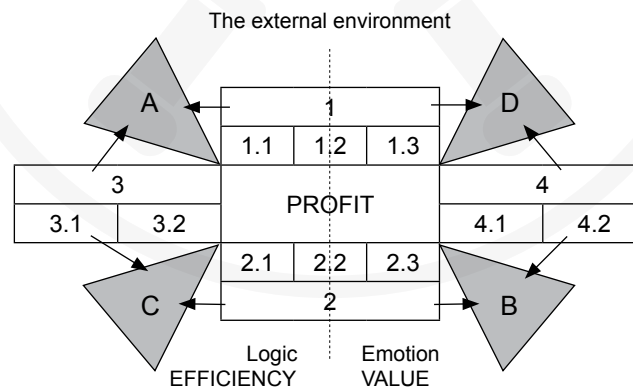 The external environment
A
D
1
1.1 1.2 1.3
3
4
3.1 3.2
PROFIT
4.1 4.2
2.1 2.2 2.3
C
2
B
Logic Emotion
EFFICIENCY VALUE